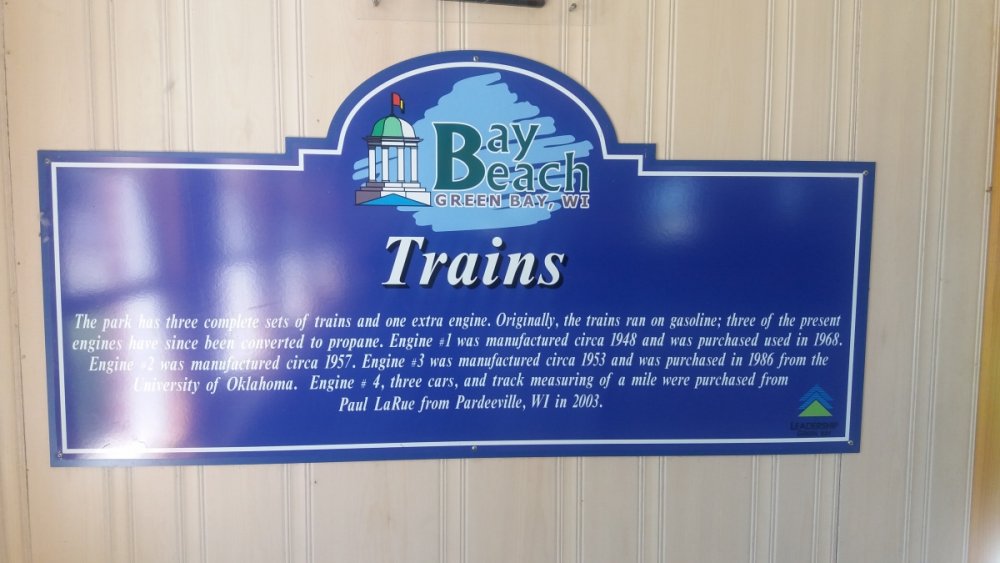 Bay
Beach
GREEN BAY, WI
Trains
The park has three complete sets of trains and one extra engine. Originally, the trains ran on gasoline; three of the present
engines have since been converted to propane. Engine #1 was manufactured circa 1948 and was purchased used in 1968.
Engine #2 was manufactured circa 1957. Engine #3 was manufactured circa 1953 and was purchased in 1986 from the
University of Oklahoma. Engine # 4, three cars, and track measuring of a mile were purchased from
Paul LaRue from Pardeeville, WI in 2003.
LEADERSHIP